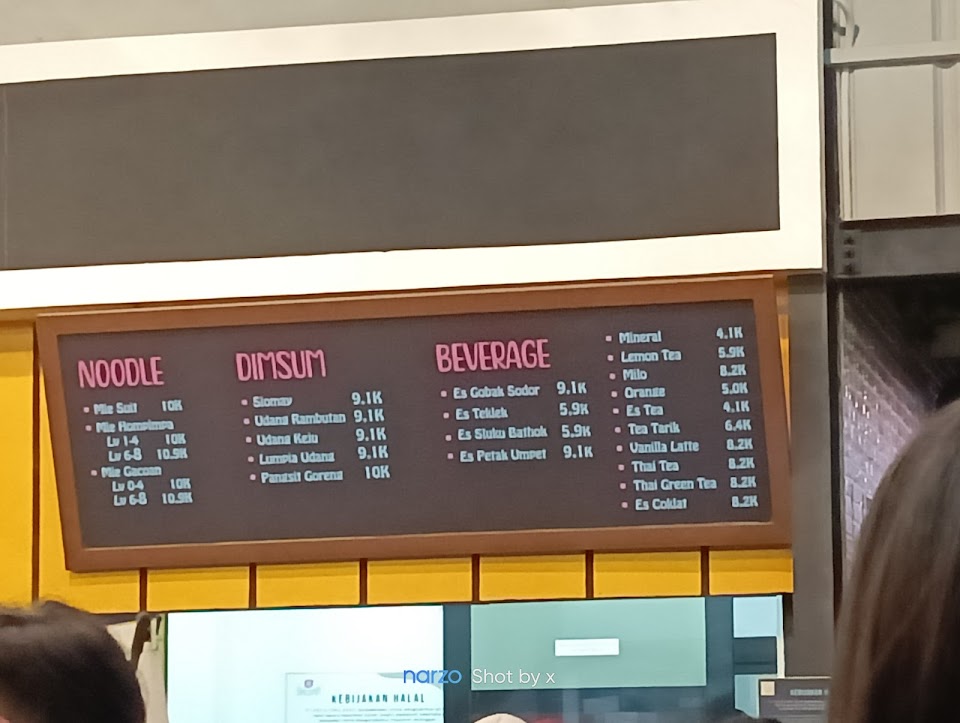 NOODLE
Mie Suit 10K
Mie Hompimpa
Lv 1-4 10K
Lv 6-8 10.9K
Mie Gacoan
Lv 0-4 10K
Lv 6-8 10.9K
DIMSUM
Siomay 9.1K
Udang Rambutan 9.1K
Udang Keju 9.1K
Lumpia Udang 9.1K
Pangsit Goreng 10K
BEVERAGE
Es Gobak Sodor 9.1K
Es Teklek 5.9K
Es Sluku Bathok 5.9K
Es Petak Umpet 9.1K
Mineral 4.1K
Lemon Tea 5.9K
Milo 8.2K
Orange 5.0K
Es Tea 4.1K
Tea Tarik 6.4K
Vanilla Latte 8.2K
Thai Tea 8.2K
Thai Green Tea 8.2K
Es Coklat 8.2K
KEBIJAKAN HALAL
narzo Shot by x